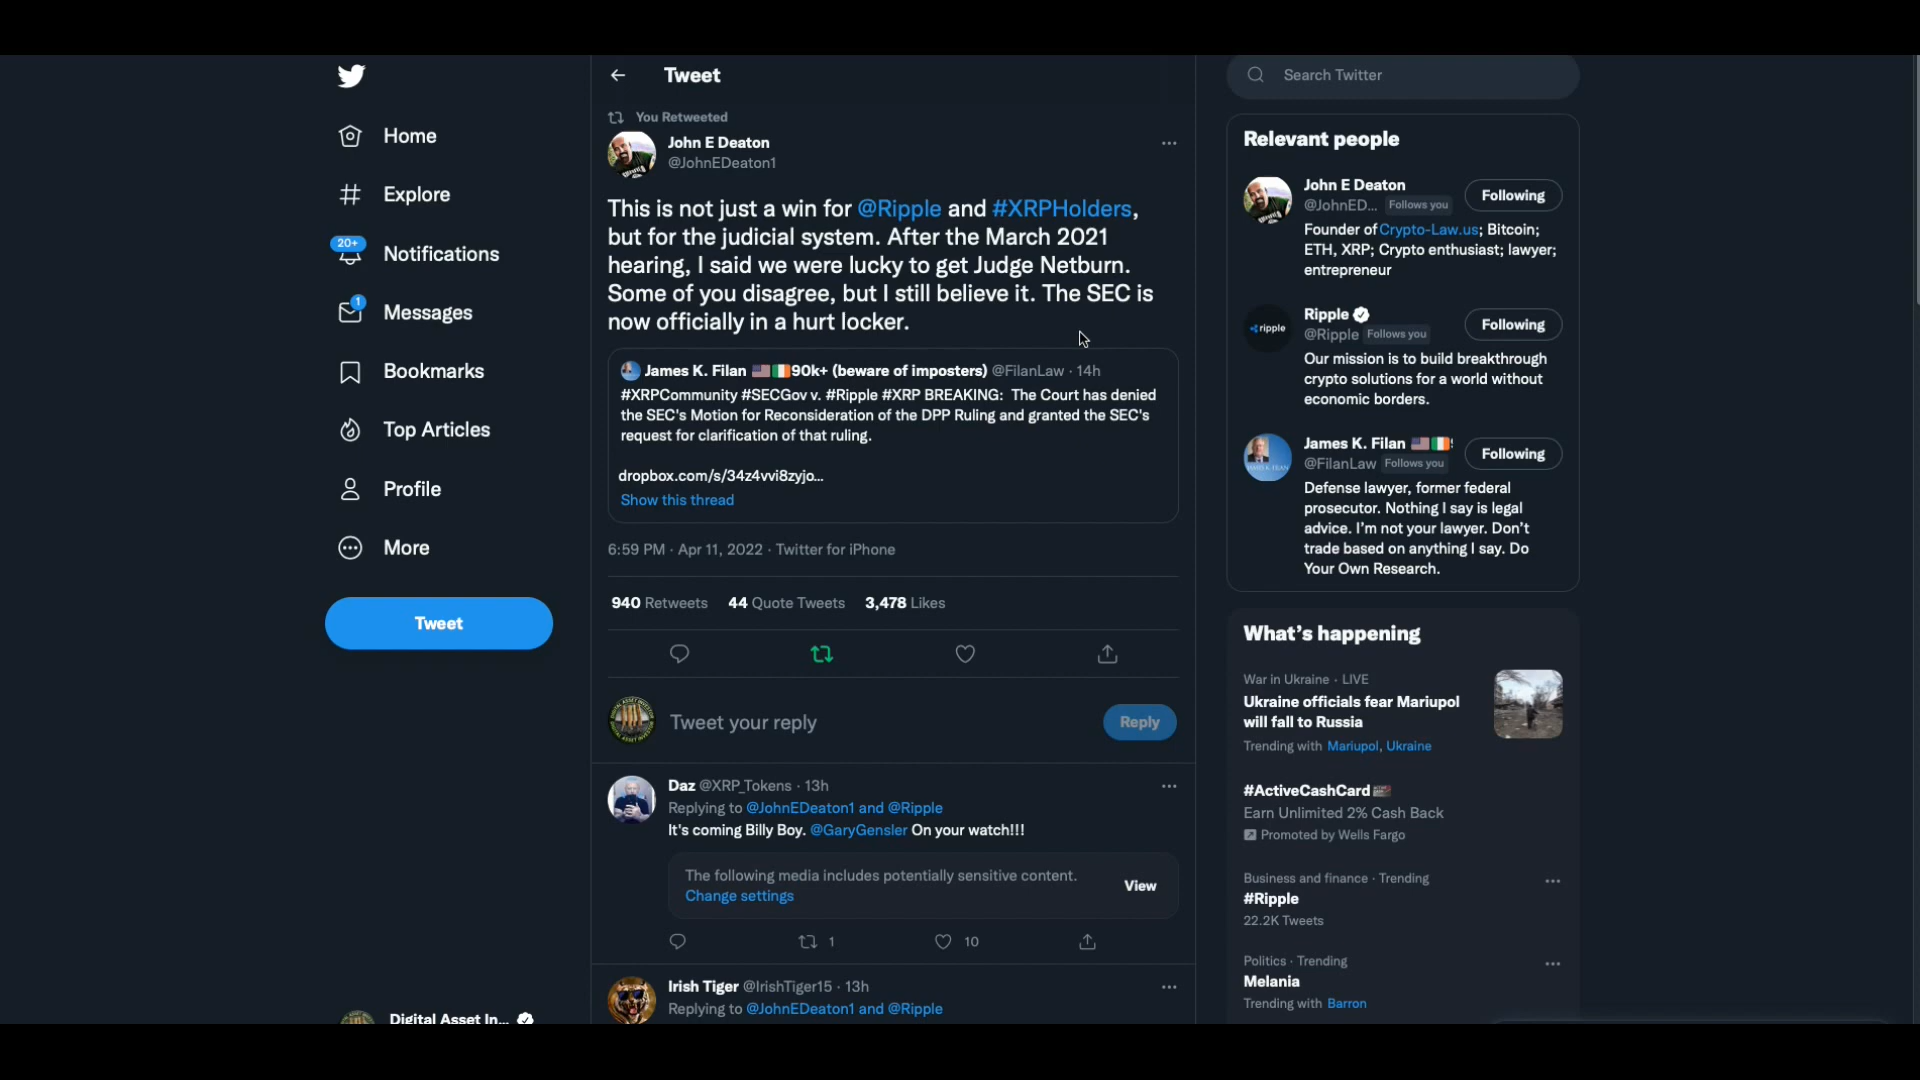 Tweet
Search Twitter
Home
Explore
20+
Notifications
1
Messages
Bookmarks
Top Articles
Profile
More
Tweet
Digital Asset In...
You Retweeted
John E Deaton
@JohnEDeaton1
This is not just a win for @Ripple and #XRPHolders,
but for the judicial system. After the March 2021
hearing, I said we were lucky to get Judge Netburn.
Some of you disagree, but I still believe it. The SEC is
now officially in a hurt locker.
James K. Filan 🇺🇸🇮🇪90k+ (beware of imposters) @FilanLaw · 14h
#XRPCommunity #SECGov v. #Ripple #XRP BREAKING: The Court has denied
the SEC's Motion for Reconsideration of the DPP Ruling and granted the SEC's
request for clarification of that ruling.
dropbox.com/s/34z4vvi8zyjo...
Show this thread
6:59 PM · Apr 11, 2022 · Twitter for iPhone
940 Retweets 44 Quote Tweets 3,478 Likes
Tweet your reply
Reply
Daz @XRP_Tokens · 13h
Replying to @JohnEDeaton1 and @Ripple
It's coming Billy Boy. @GaryGensler On your watch!!!
The following media includes potentially sensitive content.
Change settings
View
1
10
Irish Tiger @IrishTiger15 · 13h
Replying to @JohnEDeaton1 and @Ripple
Relevant people
John E Deaton
@JohnED... Follows you
Following
Founder of Crypto-Law.us; Bitcoin;
ETH, XRP; Crypto enthusiast; lawyer;
entrepreneur
ripple
Ripple
@Ripple Follows you
Following
Our mission is to build breakthrough
crypto solutions for a world without
economic borders.
James K. Filan 🇺🇸🇮🇪
@FilanLaw Follows you
Following
Defense lawyer, former federal
prosecutor. Nothing I say is legal
advice. I'm not your lawyer. Don't
trade based on anything I say. Do
Your Own Research.
What's happening
War in Ukraine · LIVE
Ukraine officials fear Mariupol
will fall to Russia
Trending with Mariupol, Ukraine
#ActiveCashCard
Earn Unlimited 2% Cash Back
Promoted by Wells Fargo
Business and finance · Trending
#Ripple
22.2K Tweets
Politics · Trending
Melania
Trending with Barron